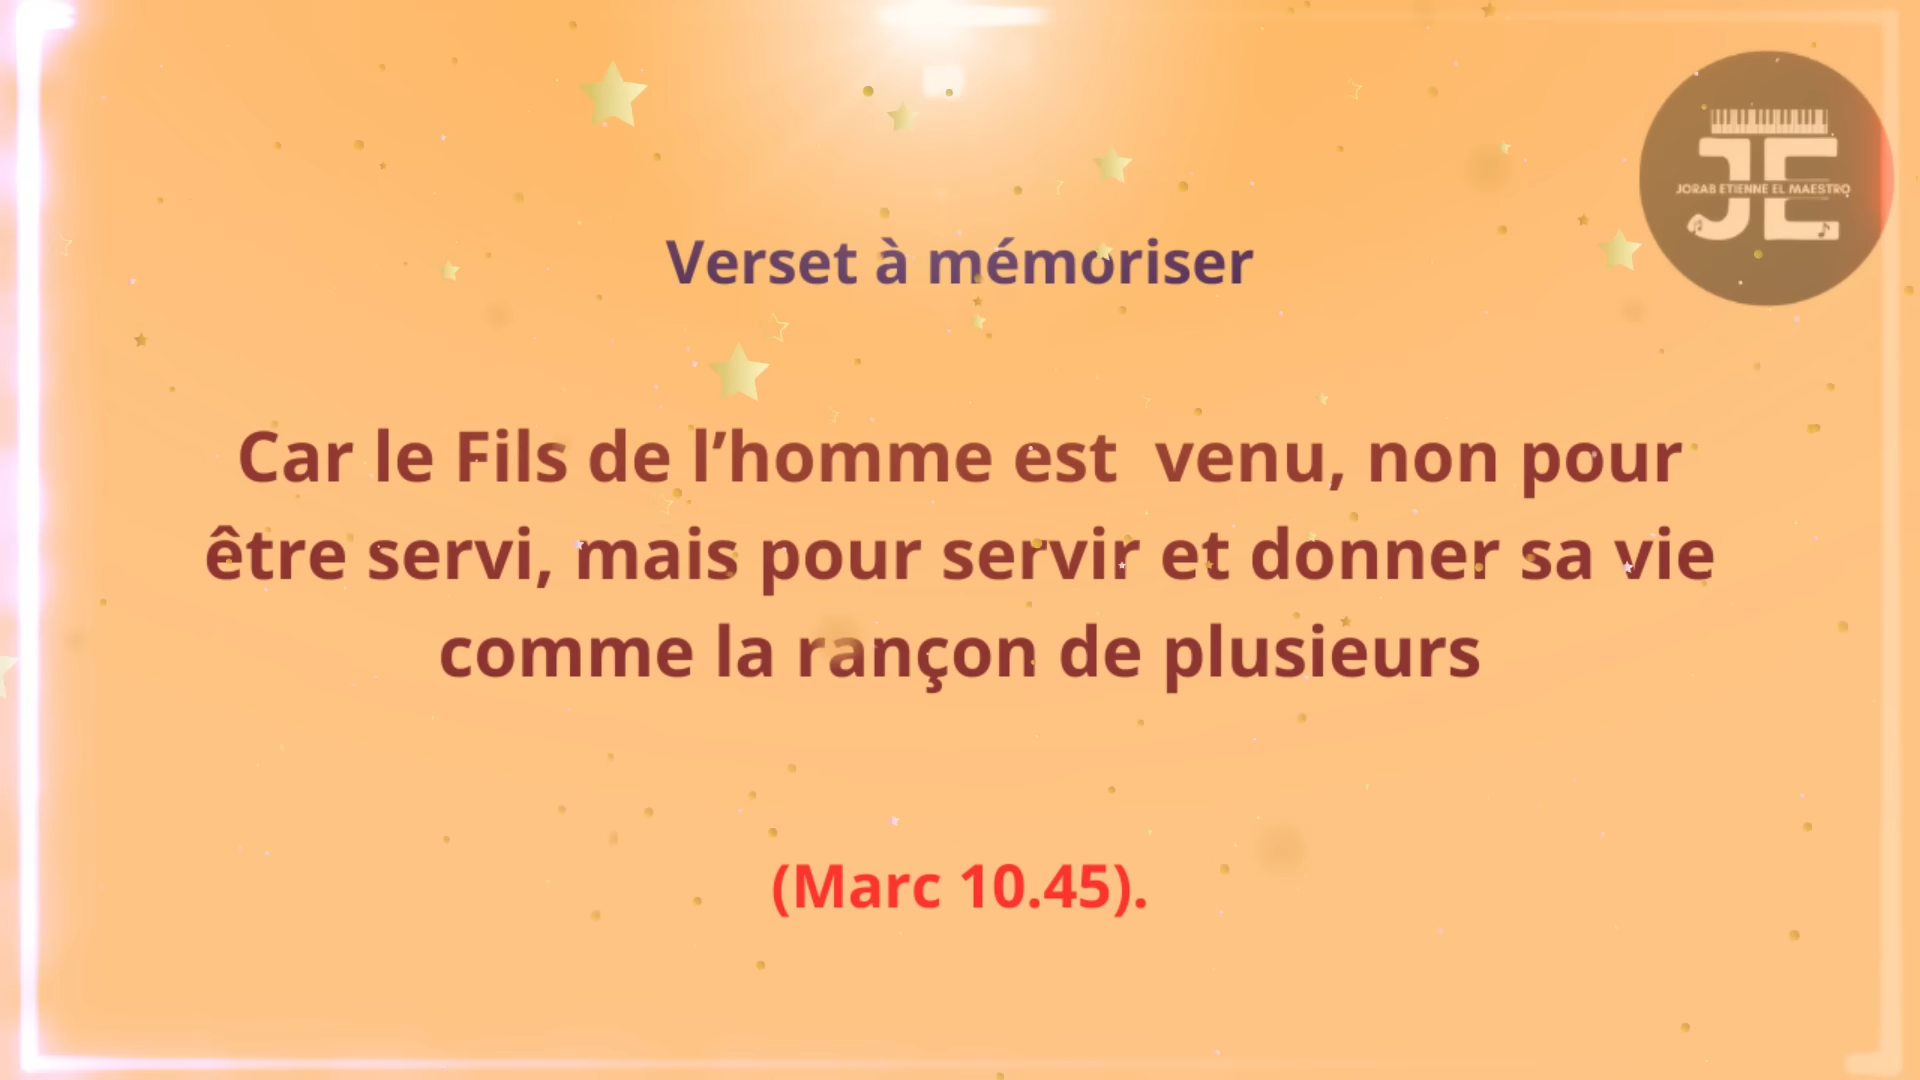 JE
JORAB ETIENNE EL MAESTRO
Verset à mémoriser
Car le Fils de l’homme est  venu, non pour
être servi, mais pour servir et donner sa vie
comme la rançon de plusieurs
(Marc 10.45).